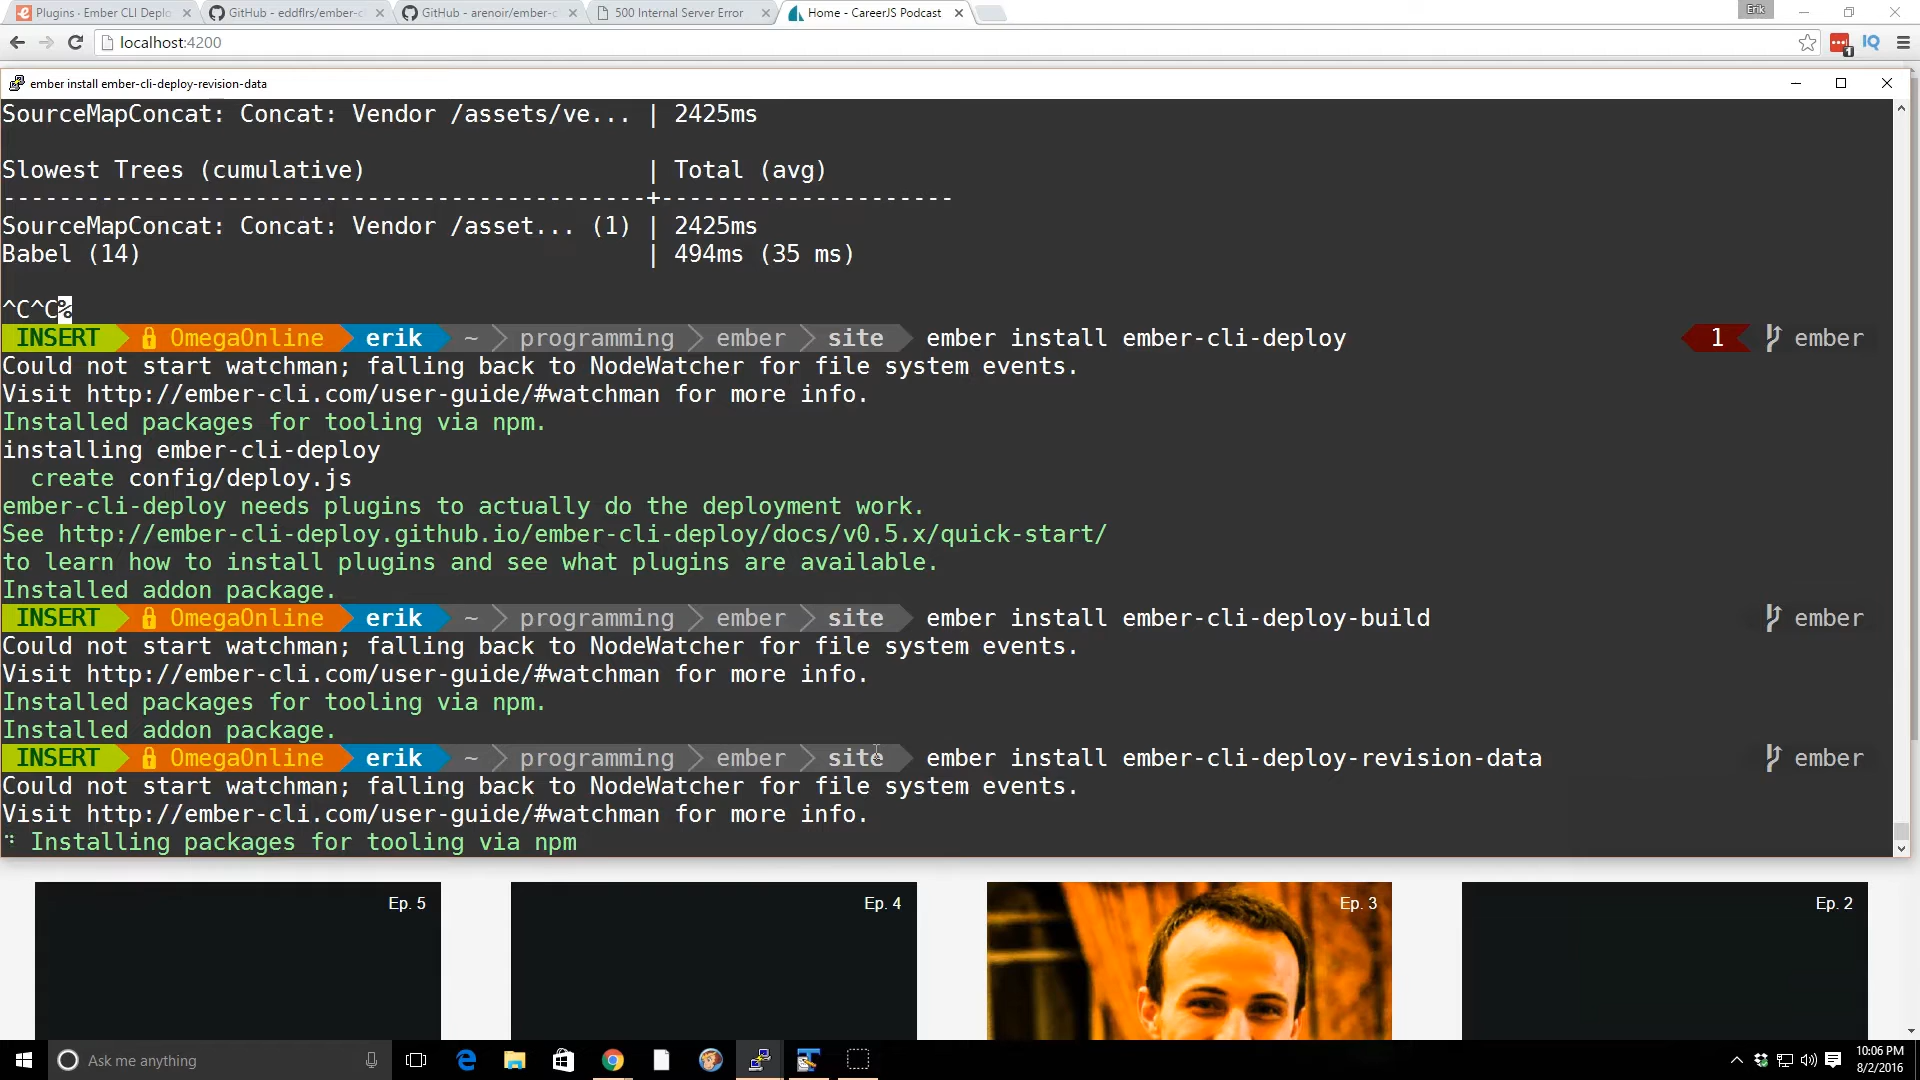 Plugins · Ember CLI Deplo
GitHub - eddflrs/ember-c
GitHub - arenoir/ember-c
500 Internal Server Error
Home - CareerJS Podcast
Erik
localhost:4200
1
IQ
ember install ember-cli-deploy-revision-data
SourceMapConcat: Concat: Vendor /assets/ve... | 2425ms
Slowest Trees (cumulative) | Total (avg)
----------------------------------------------+---------------------
SourceMapConcat: Concat: Vendor /asset... (1) | 2425ms
Babel (14) | 494ms (35 ms)
^C^C%
INSERT OmegaOnline erik ~ programming ember site ember install ember-cli-deploy 1 ember
Could not start watchman; falling back to NodeWatcher for file system events.
Visit http://ember-cli.com/user-guide/#watchman for more info.
Installed packages for tooling via npm.
installing ember-cli-deploy
create config/deploy.js
ember-cli-deploy needs plugins to actually do the deployment work.
See http://ember-cli-deploy.github.io/ember-cli-deploy/docs/v0.5.x/quick-start/
to learn how to install plugins and see what plugins are available.
Installed addon package.
INSERT OmegaOnline erik ~ programming ember site ember install ember-cli-deploy-build ember
Could not start watchman; falling back to NodeWatcher for file system events.
Visit http://ember-cli.com/user-guide/#watchman for more info.
Installed packages for tooling via npm.
Installed addon package.
INSERT OmegaOnline erik ~ programming ember site ember install ember-cli-deploy-revision-data ember
Could not start watchman; falling back to NodeWatcher for file system events.
Visit http://ember-cli.com/user-guide/#watchman for more info.
Installing packages for tooling via npm
Ep. 5
Ep. 4
Ep. 3
Ep. 2
Ask me anything
10:06 PM
8/2/2016